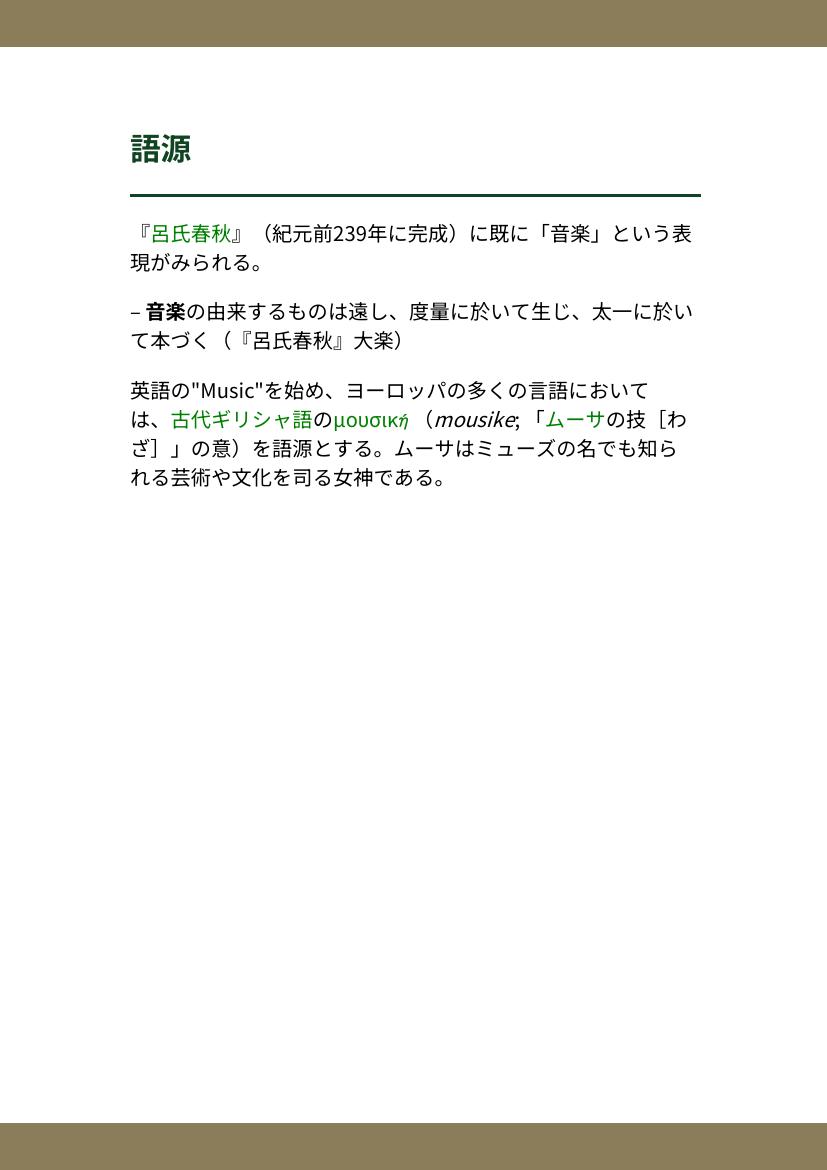 語源
『呂氏春秋』（紀元前239年に完成）に既に「音楽」という表
現がみられる。
– 音楽の由来するものは遠し、度量に於いて生じ、太一に於い
て本づく（『呂氏春秋』大楽）
英語の"Music"を始め、ヨーロッパの多くの言語において
は、古代ギリシャ語のμουσική （mousike; 「ムーサの技［わ
ざ］」の意）を語源とする。ムーサはミューズの名でも知ら
れる芸術や文化を司る女神である。